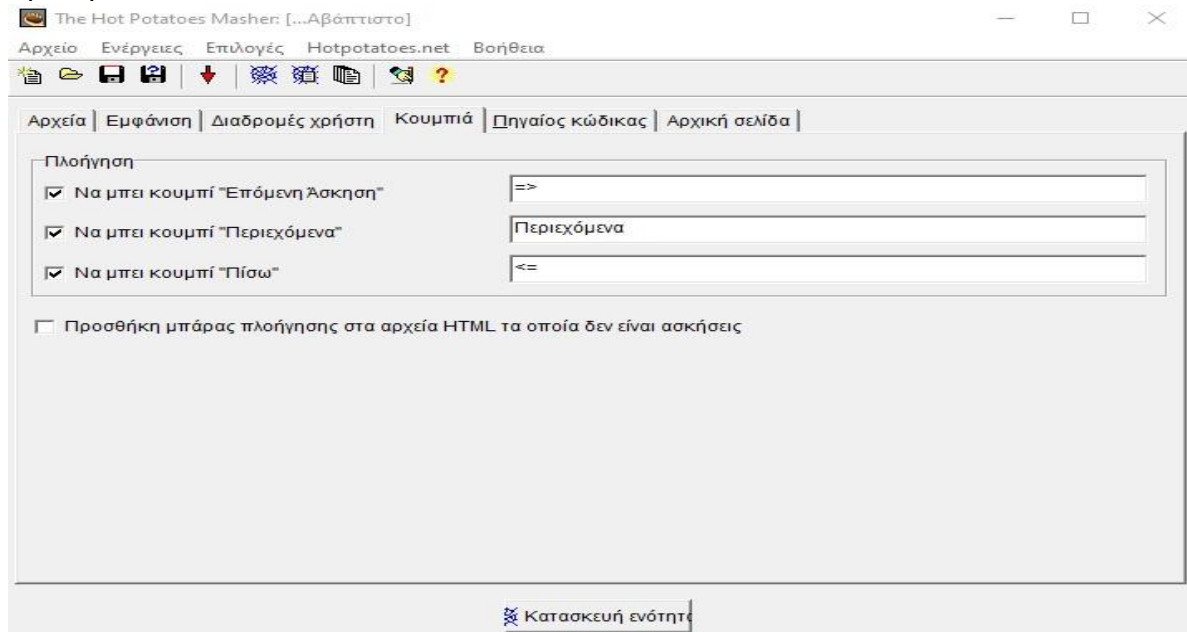 The Hot Potatoes Masher: [...Αβάπτιστο]
Αρχείο Ενέργειες Επιλογές Hotpotatoes.net Βοήθεια
Αρχεία Εμφάνιση Διαδρομές χρήστη Κουμπιά Πηγαίος κώδικας Αρχική σελίδα
Πλοήγηση
Να μπει κουμπί "Επόμενη Άσκηση" =>
Να μπει κουμπί "Περιεχόμενα" Περιεχόμενα
Να μπει κουμπί "Πίσω" <=
Προσθήκη μπάρας πλοήγησης στα αρχεία HTML τα οποία δεν είναι ασκήσεις
Κατασκευή ενότητ